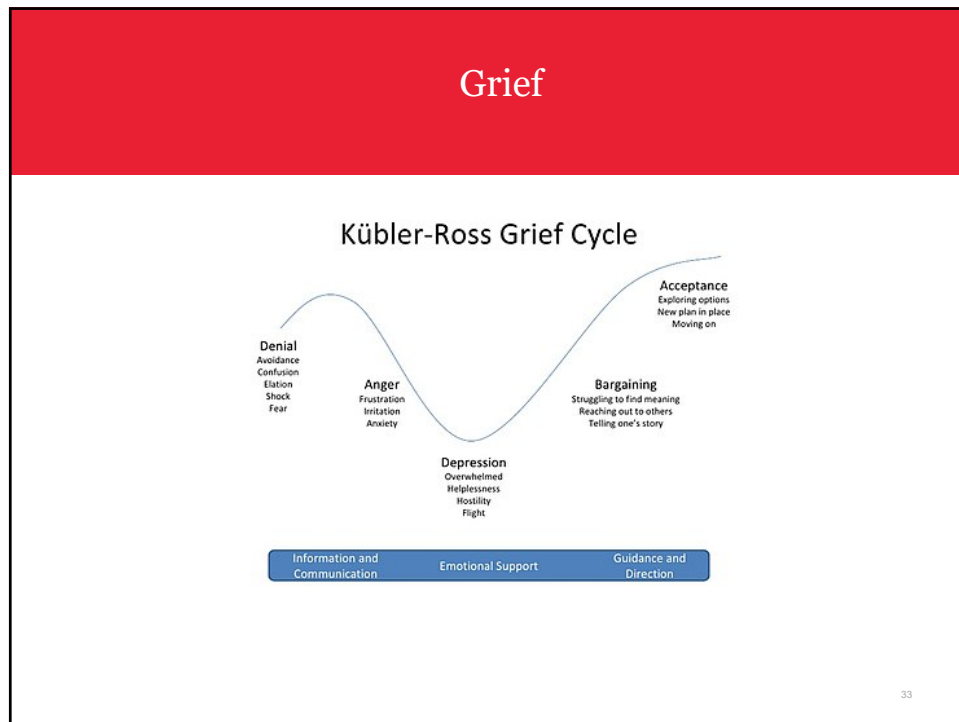 Grief
Kübler-Ross Grief Cycle
Denial
Avoidance
Confusion
Elation
Shock
Fear
Anger
Frustration
Irritation
Anxiety
Depression
Overwhelmed
Helplessness
Hostility
Flight
Bargaining
Struggling to find meaning
Reaching out to others
Telling one's story
Acceptance
Exploring options
New plan in place
Moving on
Information and
Communication
Emotional Support
Guidance and
Direction
33